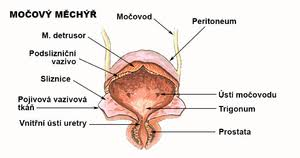 MOČOVÝ MĚCHÝŘ
Močovod
Peritoneum
M. detrusor
Podslizniční
vazivo
Sliznice
Pojivová vazivová
tkáň
Vnitřní ústí uretry
Ústí močovodu
Trigonum
Prostata